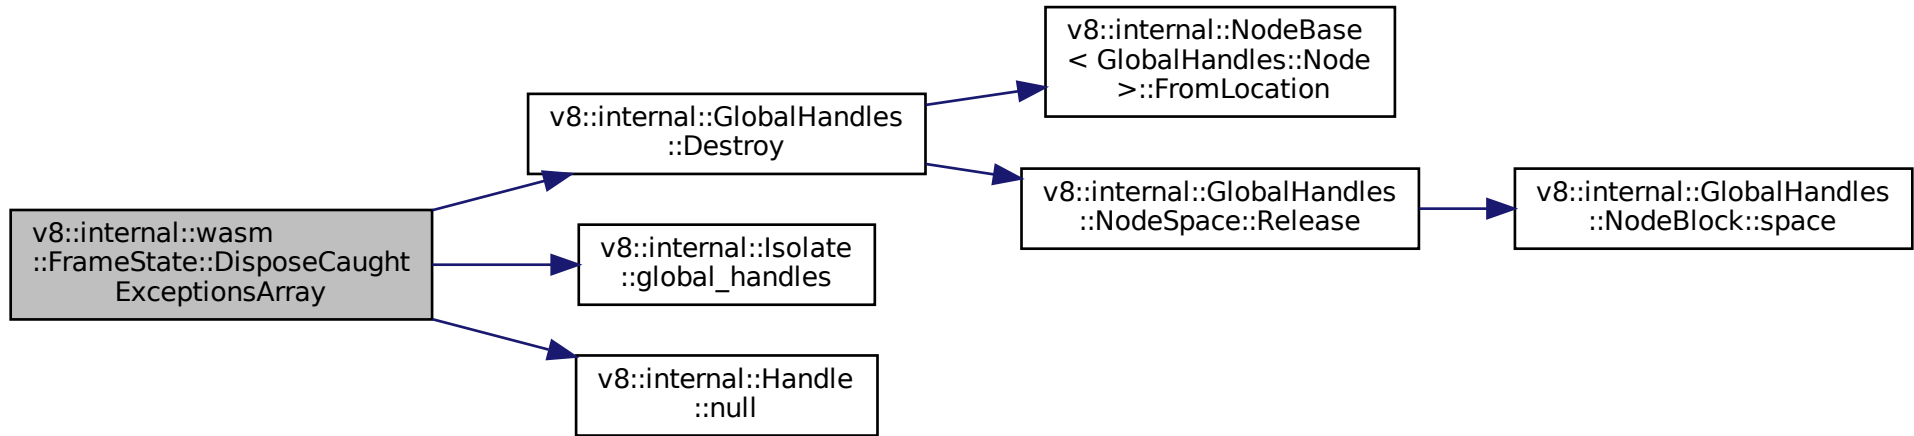 v8::internal::wasm
::FrameState::DisposeCaught
ExceptionsArray
v8::internal::GlobalHandles
::Destroy
v8::internal::NodeBase
< GlobalHandles::Node
>::FromLocation
v8::internal::GlobalHandles
::NodeSpace::Release
v8::internal::GlobalHandles
::NodeBlock::space
v8::internal::Isolate
::global_handles
v8::internal::Handle
::null